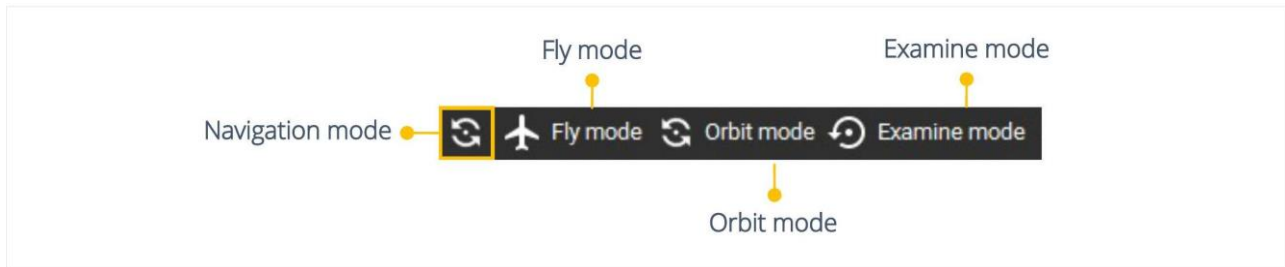 Fly mode
Examine mode
Navigation mode
Fly mode Orbit mode Examine mode
Orbit mode